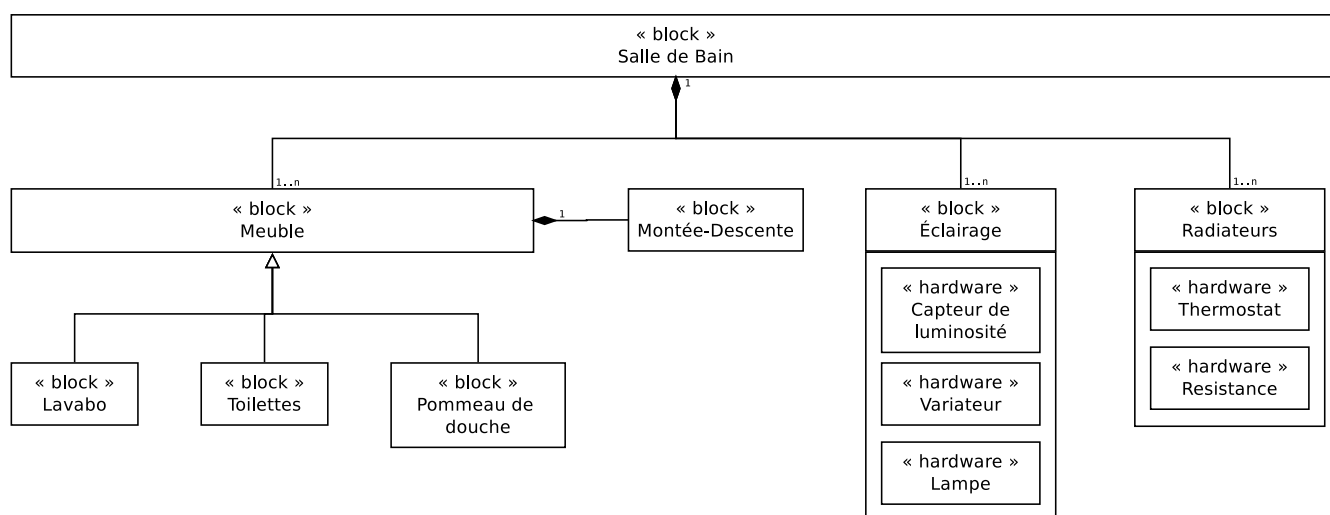 « block »
Salle de Bain
1
1..n
1..n
1..n
« block »
Meuble
1
« block »
Montée-Descente
« block »
Éclairage
« block »
Radiateurs
« hardware »
Capteur de
luminosité
« hardware »
Variateur
« hardware »
Lampe
« hardware »
Thermostat
« hardware »
Resistance
« block »
Lavabo
« block »
Toilettes
« block »
Pommeau de
douche